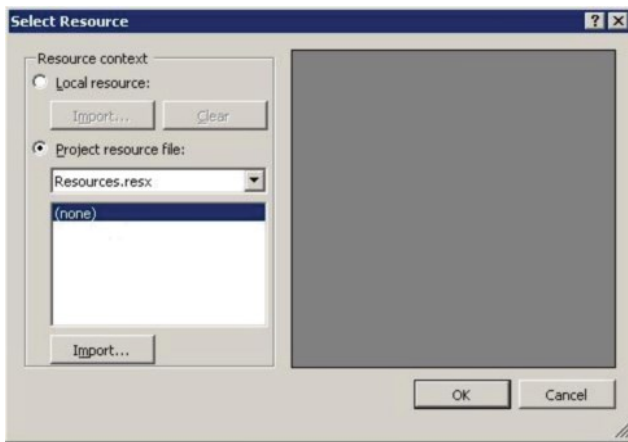 Select Resource
Resource context
Local resource:
Import... Clear
Project resource file:
Resources.resx
(none)
Import...
OK Cancel